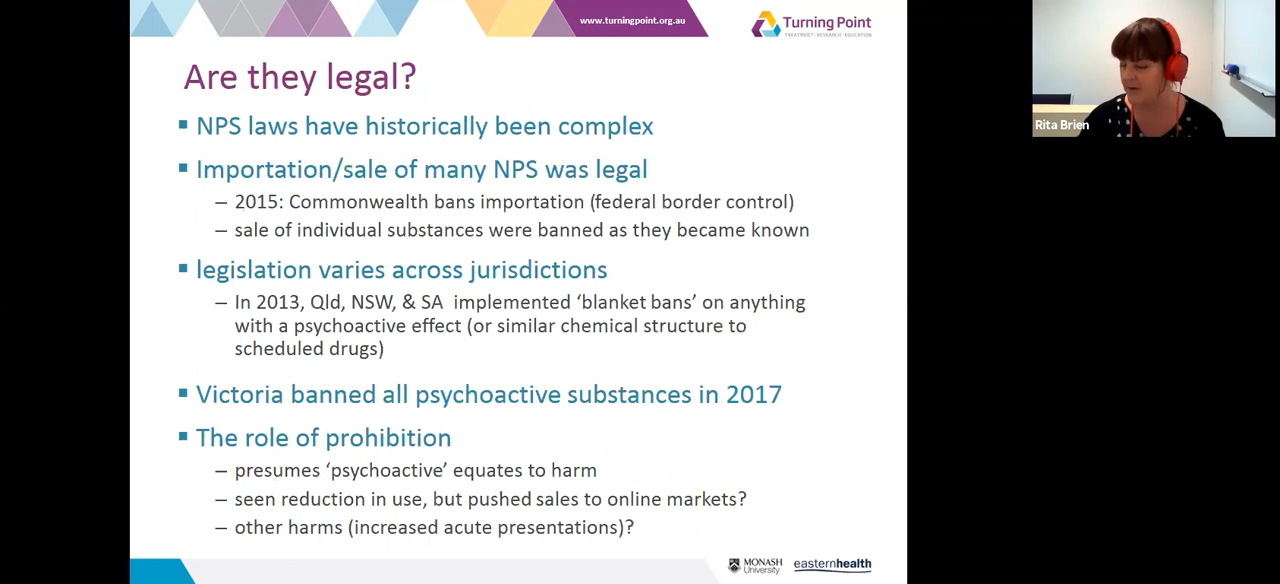 www.turningpoint.org.au
Turning Point
TREATMENT · RESEARCH · EDUCATION
Are they legal?
▪ NPS laws have historically been complex
▪ Importation/sale of many NPS was legal
– 2015: Commonwealth bans importation (federal border control)
– sale of individual substances were banned as they became known
▪ legislation varies across jurisdictions
– In 2013, Qld, NSW, & SA implemented ‘blanket bans’ on anything
with a psychoactive effect (or similar chemical structure to
scheduled drugs)
▪ Victoria banned all psychoactive substances in 2017
▪ The role of prohibition
– presumes ‘psychoactive’ equates to harm
– seen reduction in use, but pushed sales to online markets?
– other harms (increased acute presentations)?
MONASH
University
easternhealth
Rita Brien